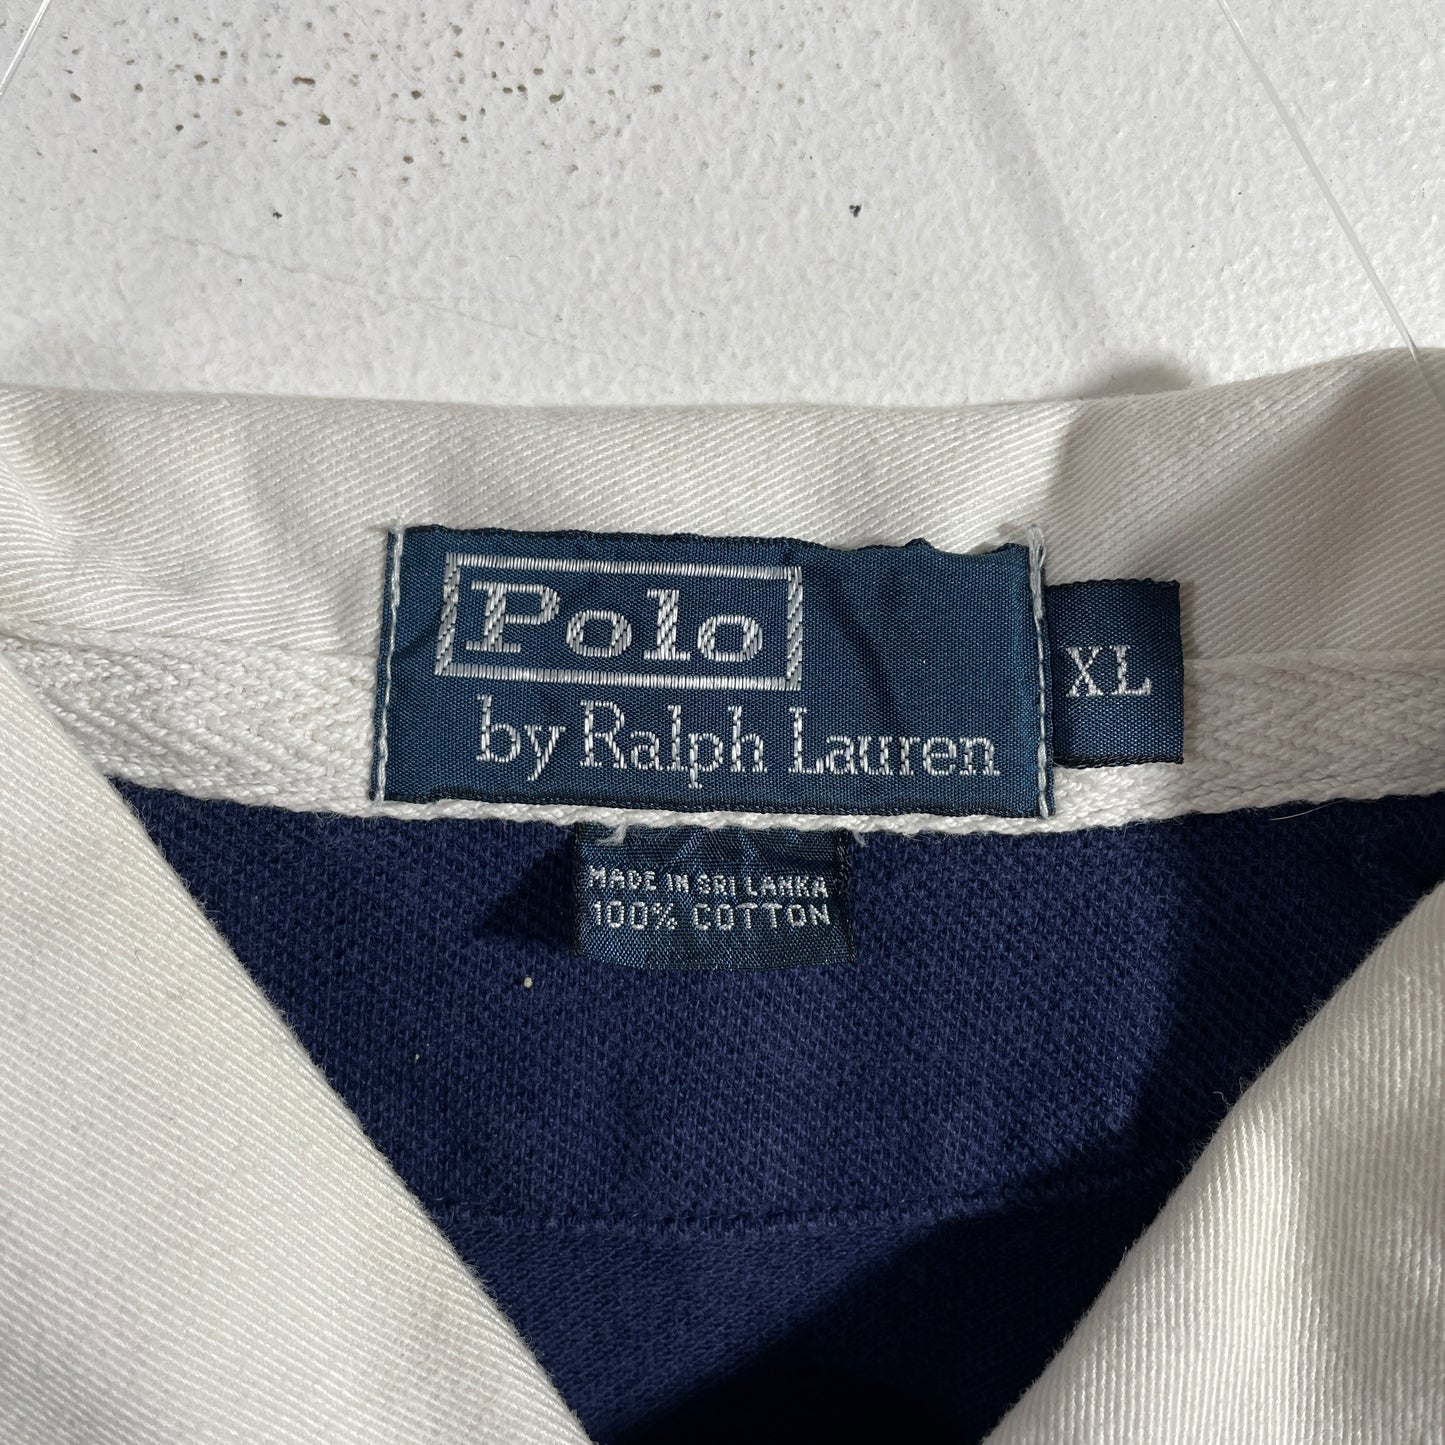 Polo
by Ralph Lauren
XL
MADE IN SRI LANKA
100% COTTON